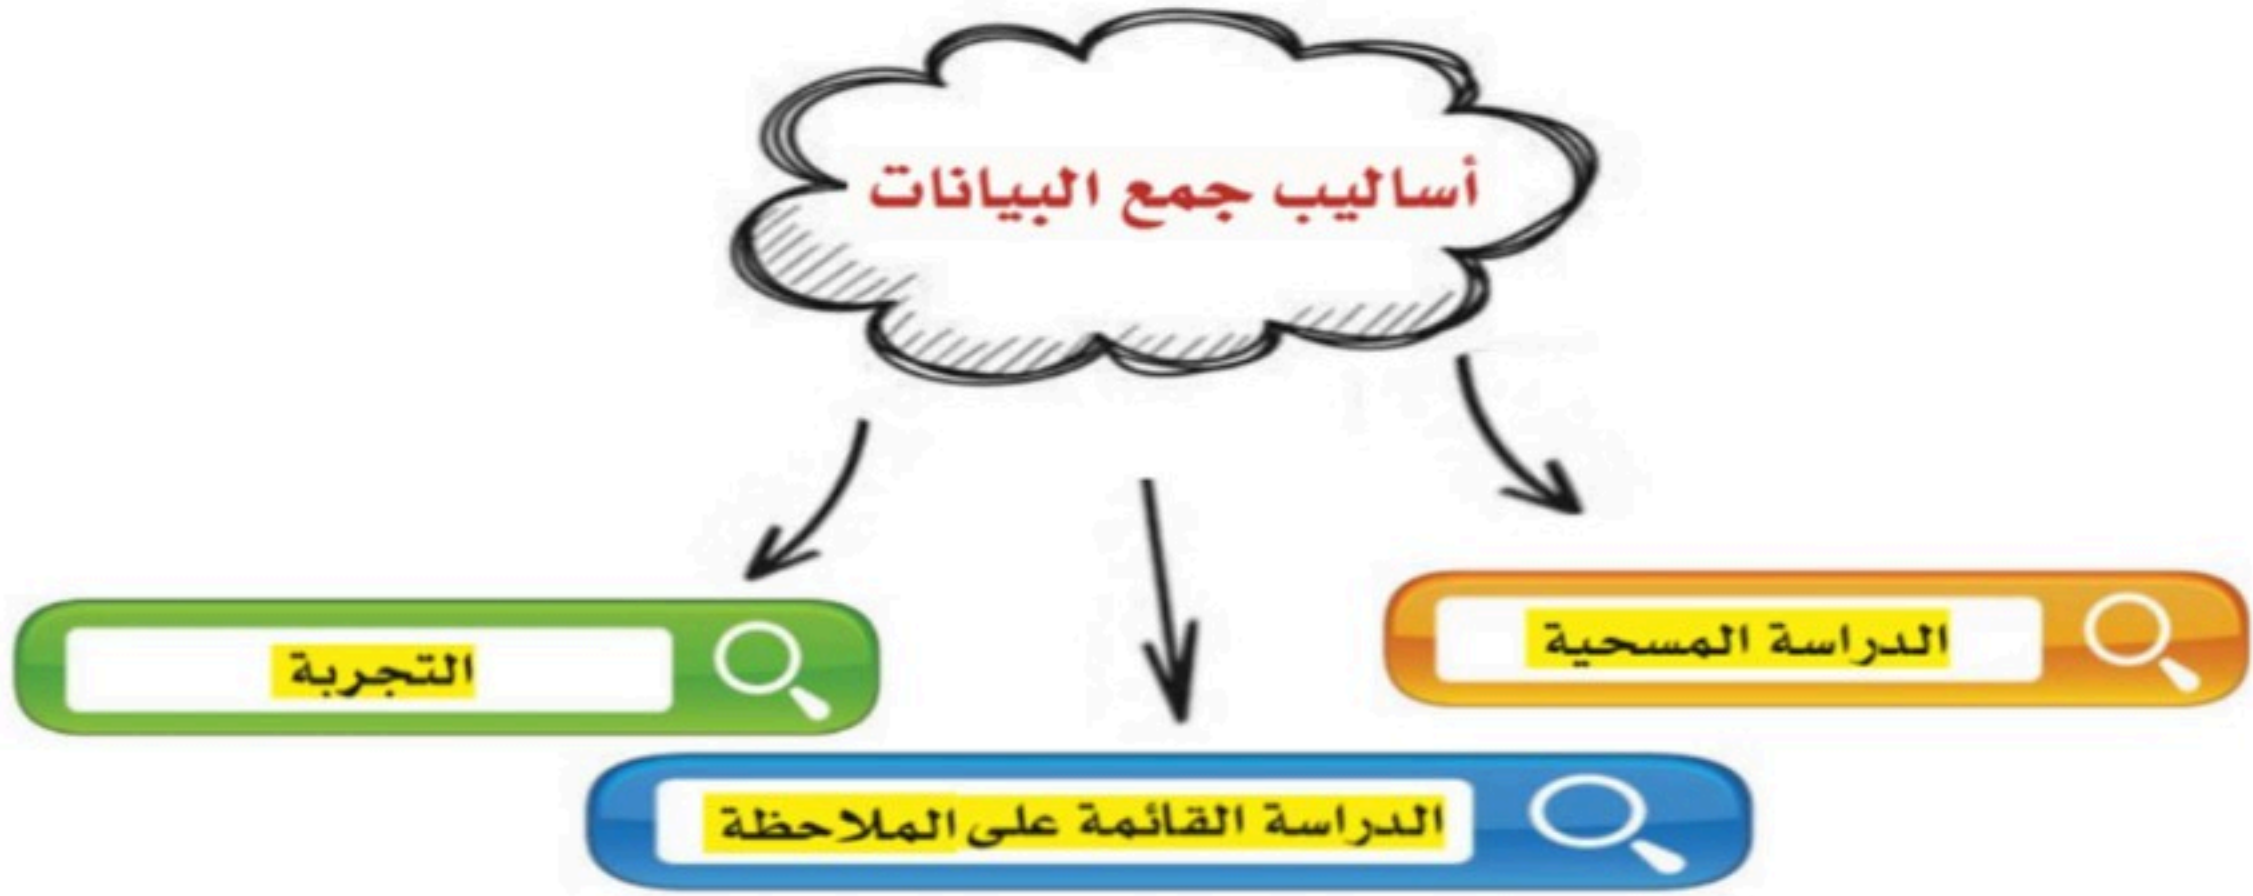 أساليب جمع البيانات
الدراسة المسحية
التجربة
الدراسة القائمة على الملاحظة